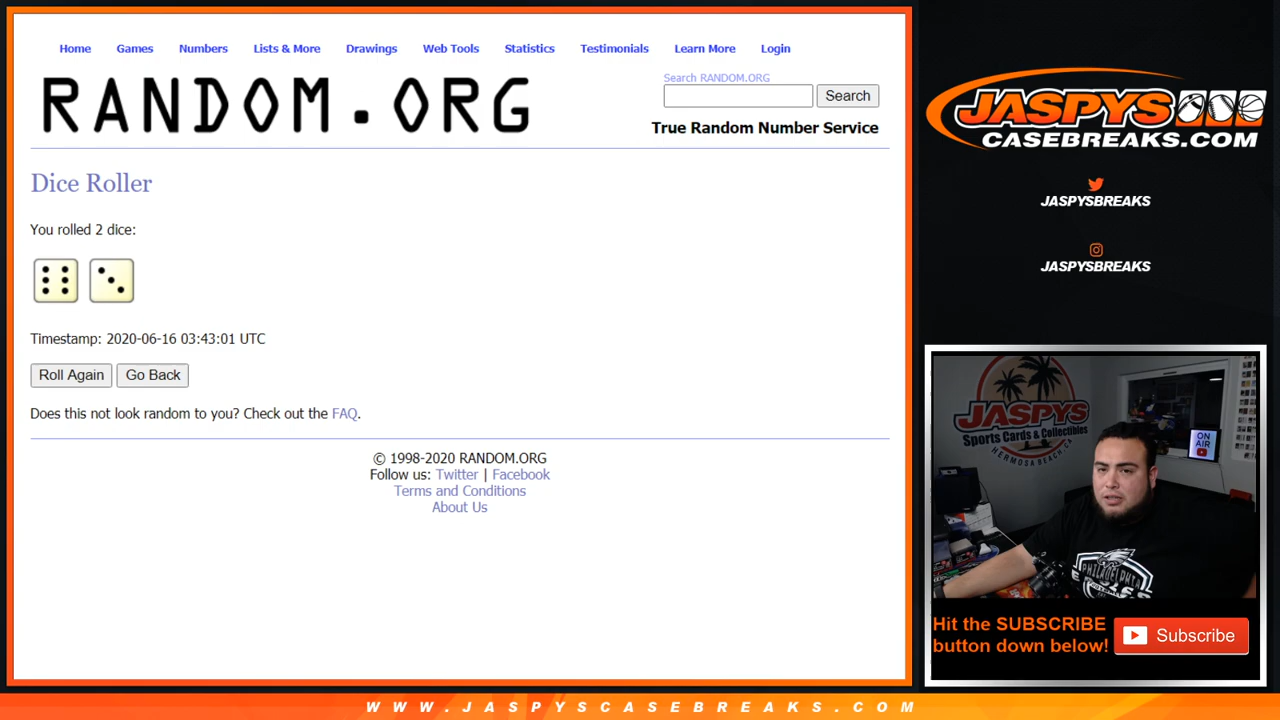 Home Games Numbers Lists & More Drawings Web Tools Statistics Testimonials Learn More Login
RANDOM.ORG
Search RANDOM.ORG
Search
True Random Number Service
Dice Roller
You rolled 2 dice:
Timestamp: 2020-06-16 03:43:01 UTC
Roll Again Go Back
Does this not look random to you? Check out the FAQ.
© 1998-2020 RANDOM.ORG
Follow us: Twitter | Facebook
Terms and Conditions
About Us
JASPYS
CASEBREAKS.COM
JASPYSBREAKS
JASPYSBREAKS
JASPYS
Sports Cards & Collectibles
HERMOSA BEACH, CA
ON
AIR
PHILADELPHIA
Hit the SUBSCRIBE
button down below!
Subscribe
WWW.JASPYSCASEBREAKS.COM